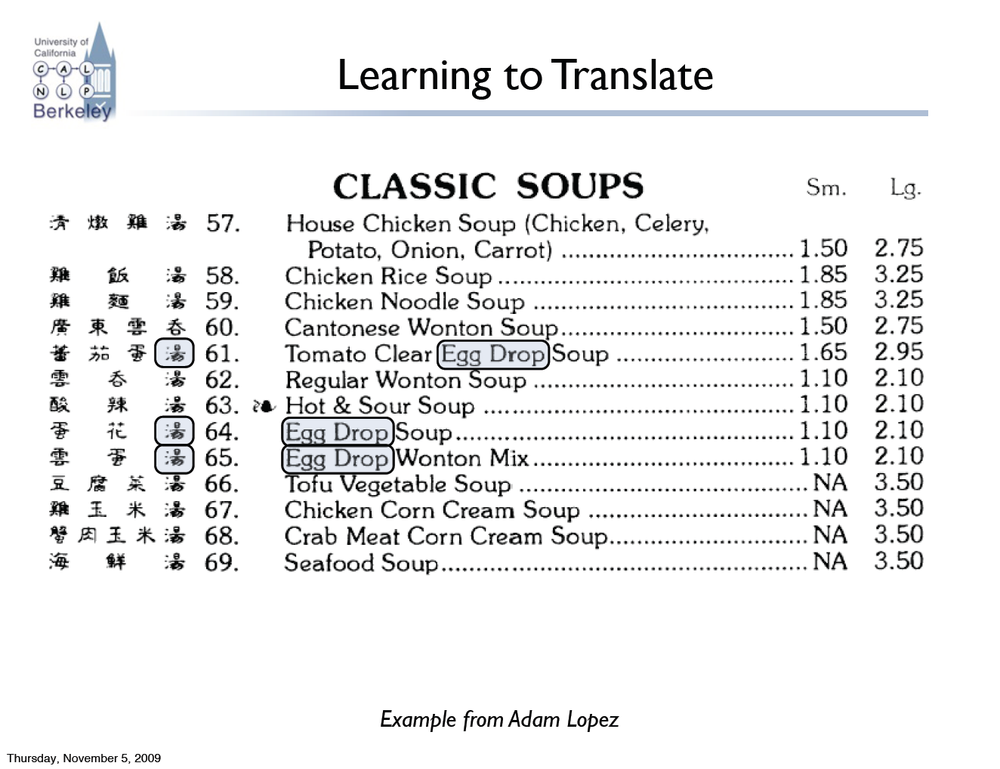 University of
California
C A L
N L P
Berkeley
Learning to Translate
CLASSIC SOUPS Sm. Lg.
清燉雞湯 57. House Chicken Soup (Chicken, Celery,
Potato, Onion, Carrot) 1.50 2.75
雞飯湯 58. Chicken Rice Soup 1.85 3.25
雞麵湯 59. Chicken Noodle Soup 1.85 3.25
廣東雲吞 60. Cantonese Wonton Soup 1.50 2.75
蕃茄蛋湯 61. Tomato Clear Egg Drop Soup 1.65 2.95
雲吞湯 62. Regular Wonton Soup 1.10 2.10
酸辣湯 63. Hot & Sour Soup 1.10 2.10
蛋花湯 64. Egg Drop Soup 1.10 2.10
雲蛋湯 65. Egg Drop Wonton Mix 1.10 2.10
豆腐菜湯 66. Tofu Vegetable Soup NA 3.50
雞玉米湯 67. Chicken Corn Cream Soup NA 3.50
蟹肉玉米湯 68. Crab Meat Corn Cream Soup NA 3.50
海鮮湯 69. Seafood Soup NA 3.50
Example from Adam Lopez
Thursday, November 5, 2009